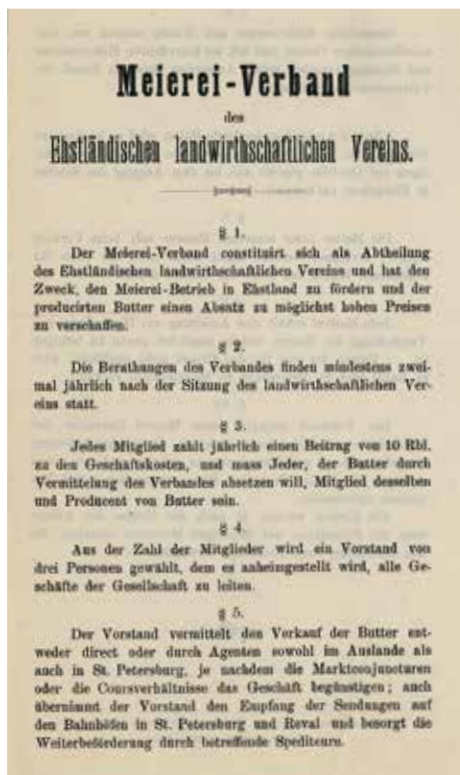 Meierei-Verband
des
Ehstländischen landwirthschaftlichen Vereins.
§ 1.
Der Meierei-Verband constituirt sich als Abtheilung
des Ehstländischen landwirthschaftlichen Vereins und hat den
Zweck, den Meierei-Betrieb in Ehstland zu fördern und der
producirten Butter einen Absatz zu möglichst hohen Preisen
zu verschaffen.
§ 2.
Die Berathungen des Verbandes finden mindestens zwei-
mal jährlich nach der Sitzung des landwirthschaftlichen Ver-
eins statt.
§ 3.
Jedes Mitglied zahlt jährlich einen Beitrag von 10 Rbl.
zu den Geschäftskosten, und muss Jeder, der Butter durch
Vermittelung des Verbandes absetzen will, Mitglied desselben
und Producent von Butter sein.
§ 4.
Aus der Zahl der Mitglieder wird ein Vorstand von
drei Personen gewählt, dem es anheimgestellt wird, alle Ge-
schäfte der Gesellschaft zu leiten.
§ 5.
Der Vorstand vermittelt den Verkauf der Butter ent-
weder direct oder durch Agenten sowohl im Auslande als
auch in St. Petersburg, je nachdem die Marktconjuncturen
oder die Coursverhältnisse das Geschäft begünstigen; auch
übernimmt der Vorstand den Empfang der Sendungen auf
den Bahnhöfen in St. Petersburg und Reval und besorgt die
Weiterbeförderung durch betreffende Spediteure.